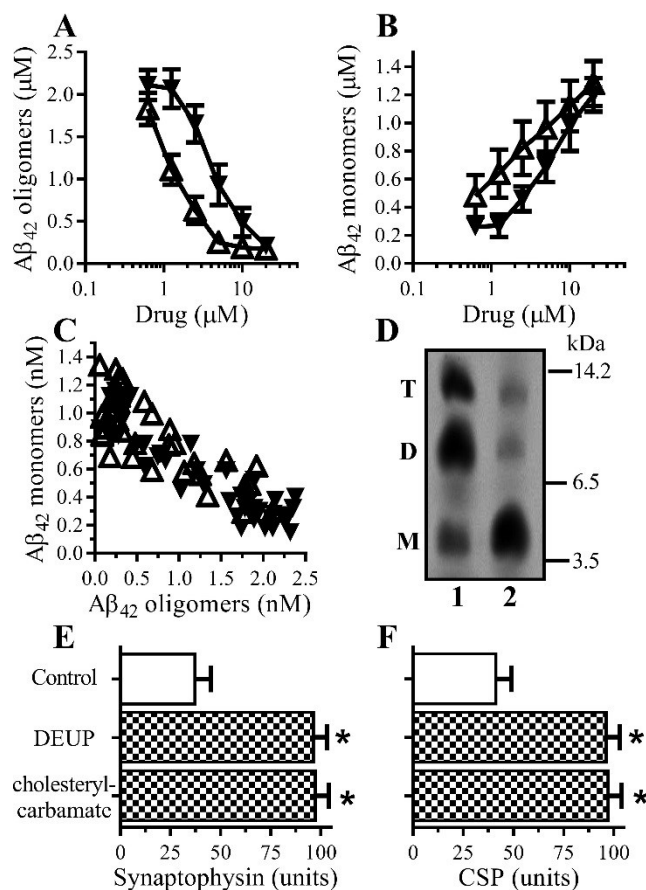 A
Aβ42 oligomers (μM)
2.5
2.0
1.5
1.0
0.5
0.0
0.1 1 10
Drug (μM)
B
Aβ42 monomers (μM)
1.6
1.4
1.2
1.0
0.8
0.6
0.4
0.2
0.0
0.1 1 10
Drug (μM)
C
Aβ42 monomers (nM)
1.4
1.2
1.0
0.8
0.6
0.4
0.2
0.0
0.0 0.5 1.0 1.5 2.0 2.5
Aβ42 oligomers (nM)
D
kDa
T
14.2
D
6.5
M
3.5
1 2
E
Control
DEUP
*
cholesteryl-
carbamate
*
0 25 50 75 100
Synaptophysin (units)
F
*
*
0 25 50 75 100
CSP (units)